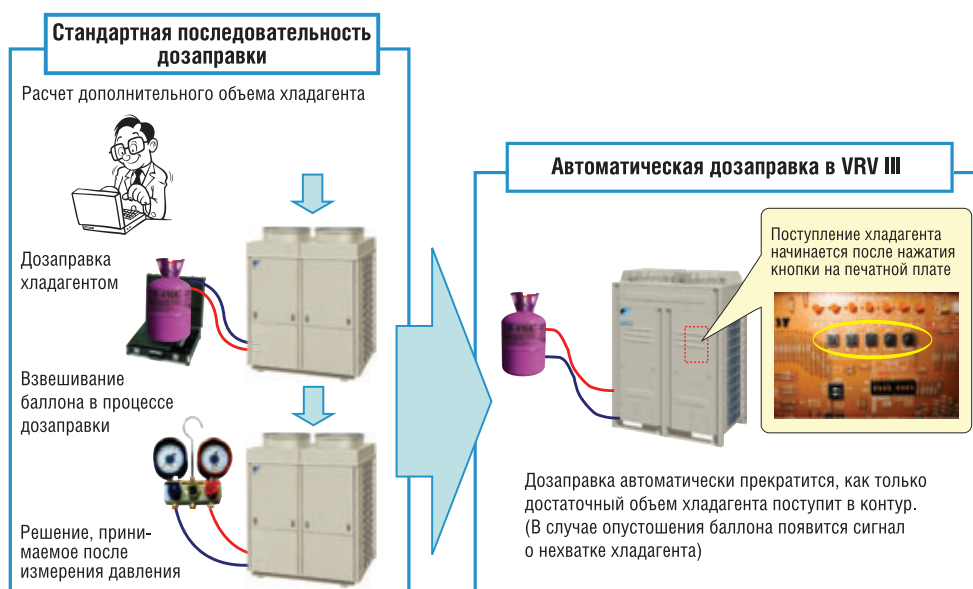 Стандартная последовательность
дозаправки
Расчет дополнительного объема хладагента
Дозаправка
хладагентом
Взвешивание
баллона в процессе
дозаправки
Решение, прини-
маемое после
измерения давления
Автоматическая дозаправка в VRV III
Поступление хладагента
начинается после нажатия
кнопки на печатной плате
Дозаправка автоматически прекратится, как только
достаточный объем хладагента поступит в контур.
(В случае опустошения баллона появится сигнал
о нехватке хладагента)